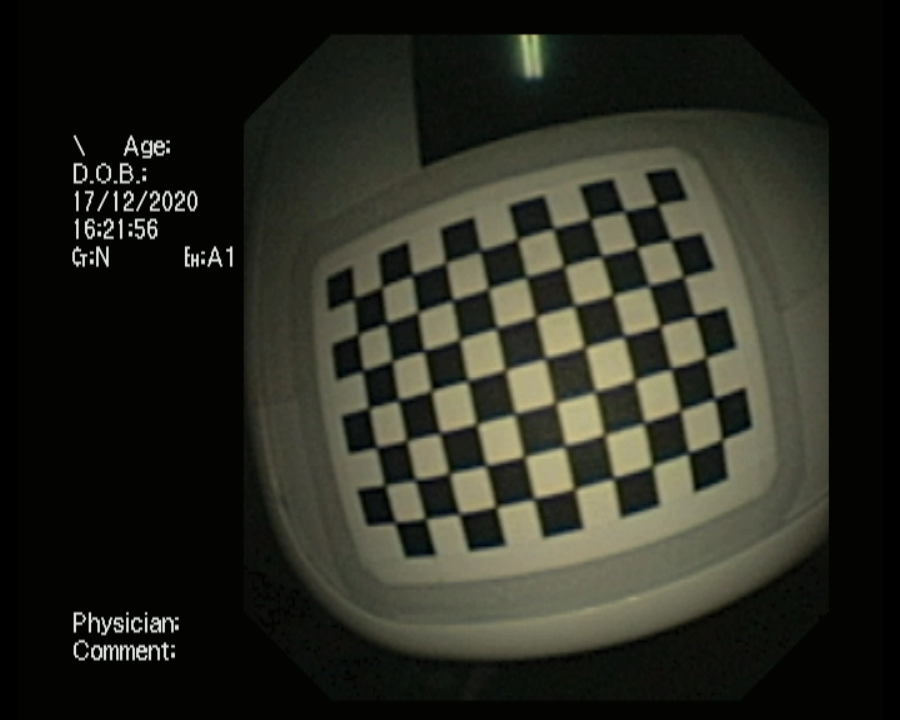 \ Age:
D.O.B.:
17/12/2020
16:21:56
Cr:N EH:A1
Physician:
Comment: